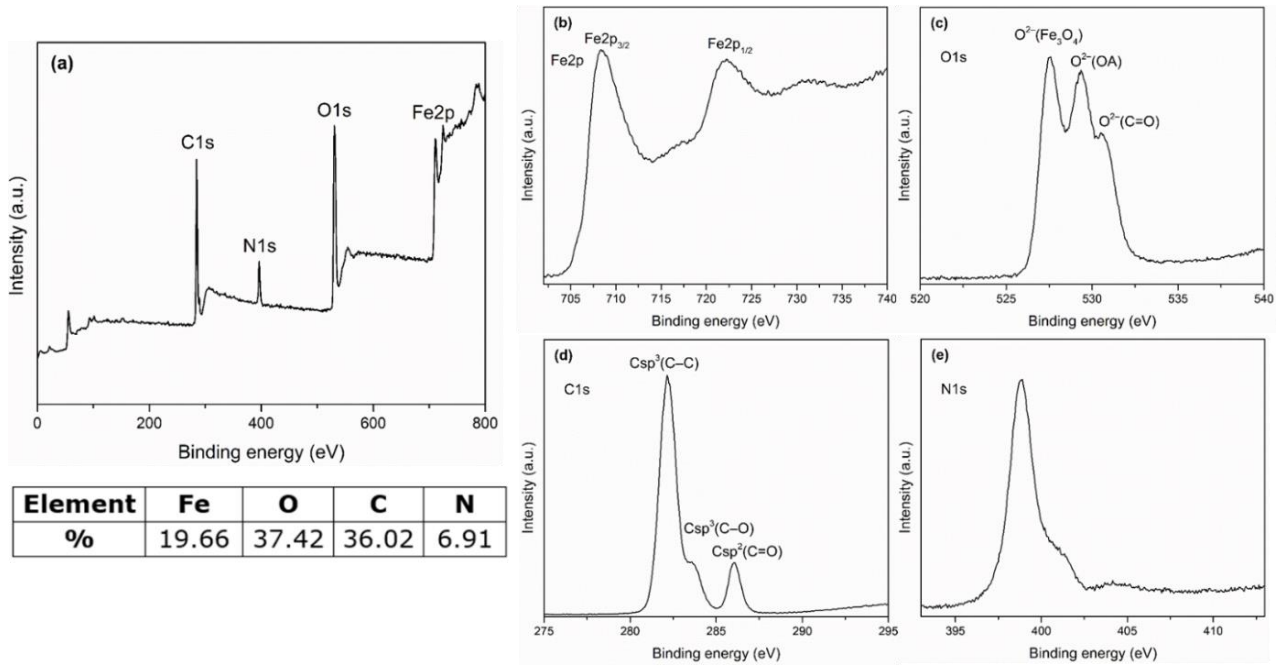 (a)
C1s
N1s
O1s
Fe2p
Intensity (a.u.)
0 200 400 600 800
Binding energy (eV)
Element Fe O C N
% 19.66 37.42 36.02 6.91
(b)
Fe2p
Fe2p3/2
Fe2p1/2
Intensity (a.u.)
705 710 715 720 725 730 735 740
Binding energy (eV)
(c)
O1s
O²⁻(Fe₃O₄)
O²⁻(OA)
O²⁻(C=O)
Intensity (a.u.)
520 525 530 535 540
Binding energy (eV)
(d)
C1s
Csp³(C–C)
Csp³(C–O)
Csp²(C=O)
Intensity (a.u.)
275 280 285 290 295
Binding energy (eV)
(e)
N1s
Intensity (a.u.)
395 400 405 410
Binding energy (eV)